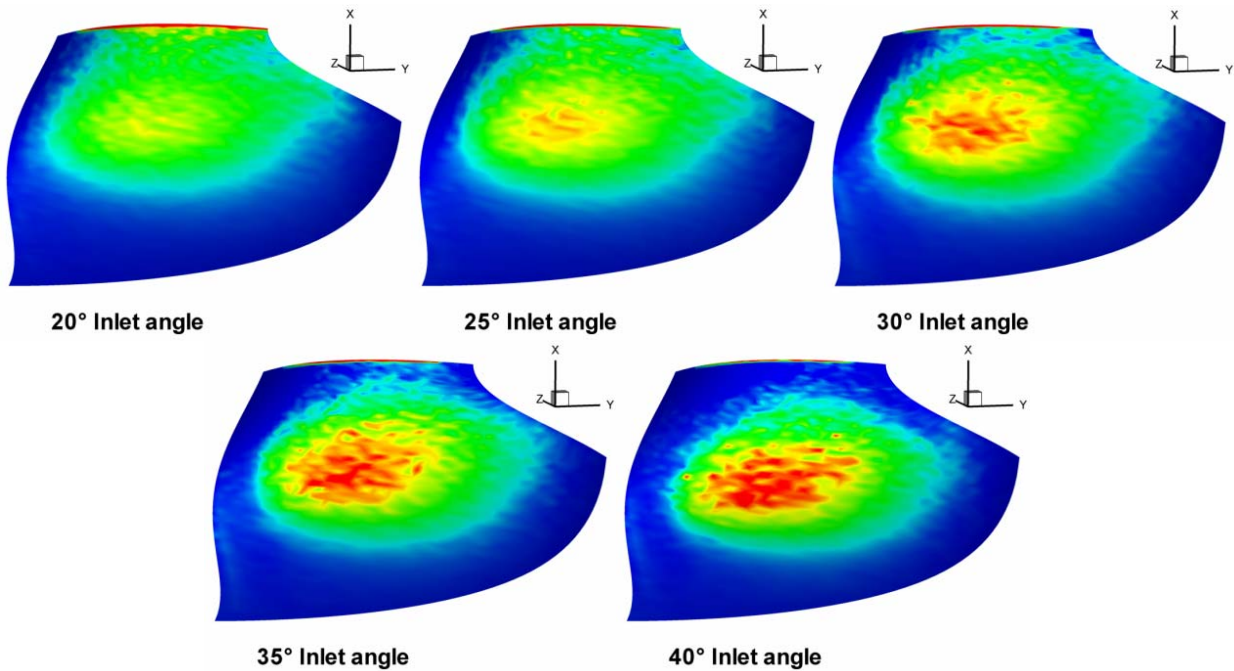 X
Z
Y
X
Z
Y
X
Z
Y
20° Inlet angle
25° Inlet angle
30° Inlet angle
X
Z
Y
X
Z
Y
35° Inlet angle
40° Inlet angle